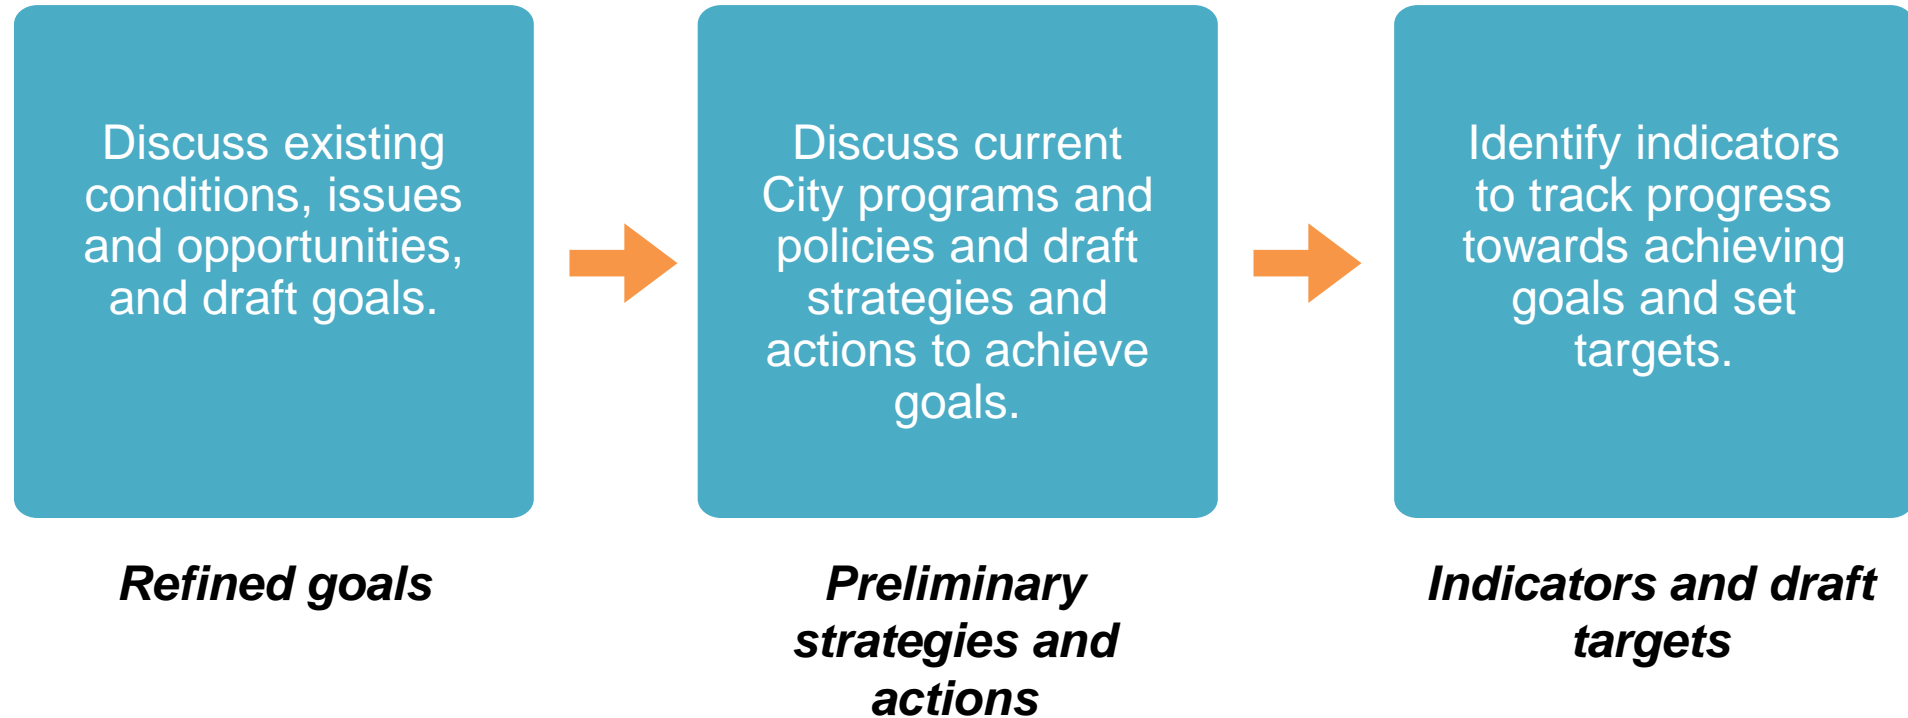 Discuss existing
conditions, issues
and opportunities,
and draft goals.
Discuss current
City programs and
policies and draft
strategies and
actions to achieve
goals.
Identify indicators
to track progress
towards achieving
goals and set
targets.
Refined goals
Preliminary
strategies and
actions
Indicators and draft
targets